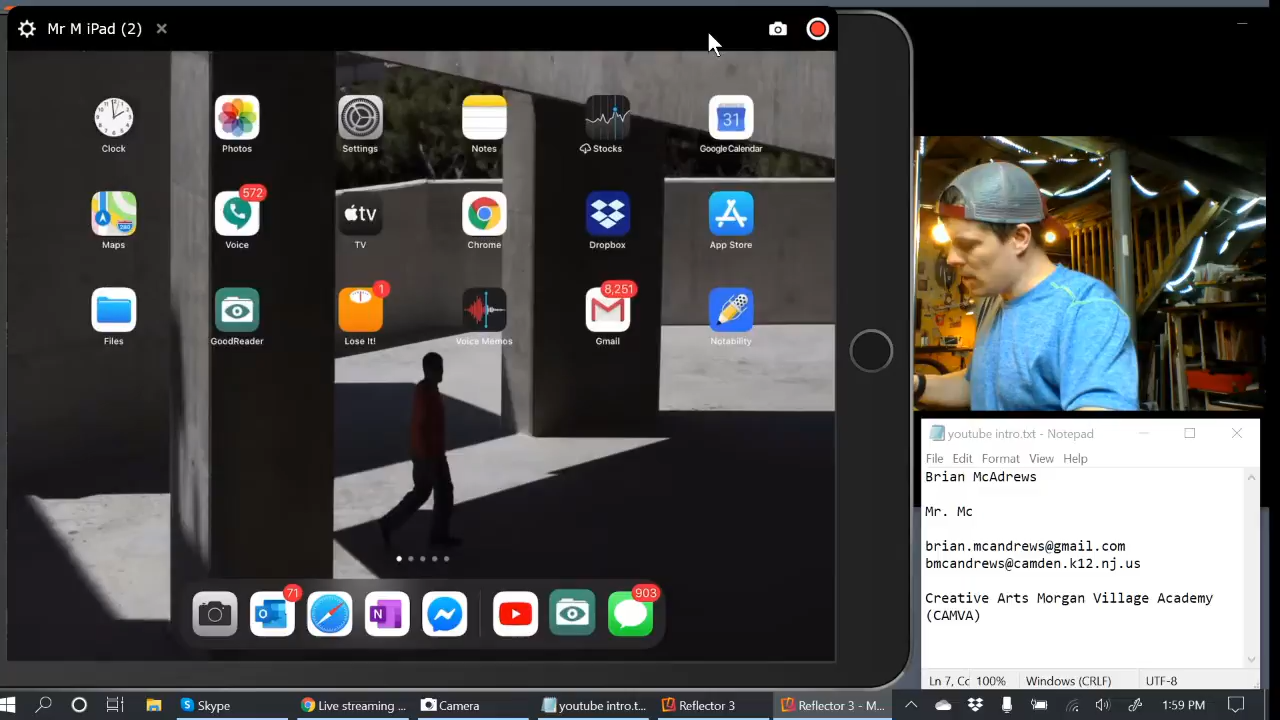 Mr M iPad (2)
Clock
Photos
Settings
Notes
Stocks
31
Google Calendar
572
280
tv
Maps
Voice
TV
Chrome
Dropbox
App Store
1
8,251
Files
GoodReader
Lose It!
Voice Memos
Gmail
Notability
71
903
youtube intro.txt - Notepad
File Edit Format View Help
Brian McAdrews
Mr. Mc
brian.mcandrews@gmail.com
bmcandrews@camden.k12.nj.us
Creative Arts Morgan Village Academy
(CAMVA)
Ln 7, Cc 100% Windows (CRLF) UTF-8
Skype
Live streaming ...
Camera
youtube intro.t...
Reflector 3
Reflector 3 - M...
1:59 PM